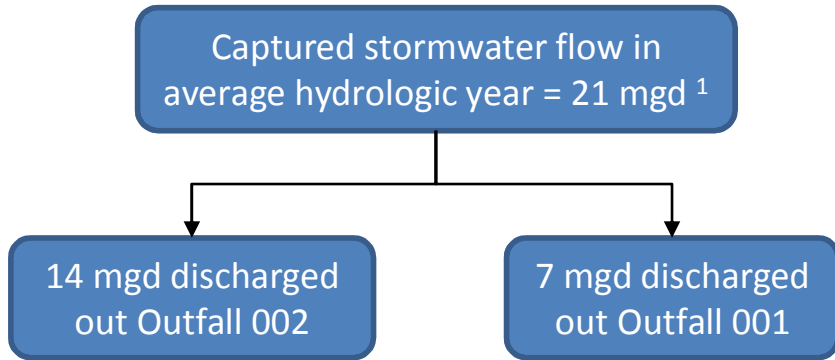 Captured stormwater flow in
average hydrologic year = 21 mgd ¹
14 mgd discharged
out Outfall 002
7 mgd discharged
out Outfall 001